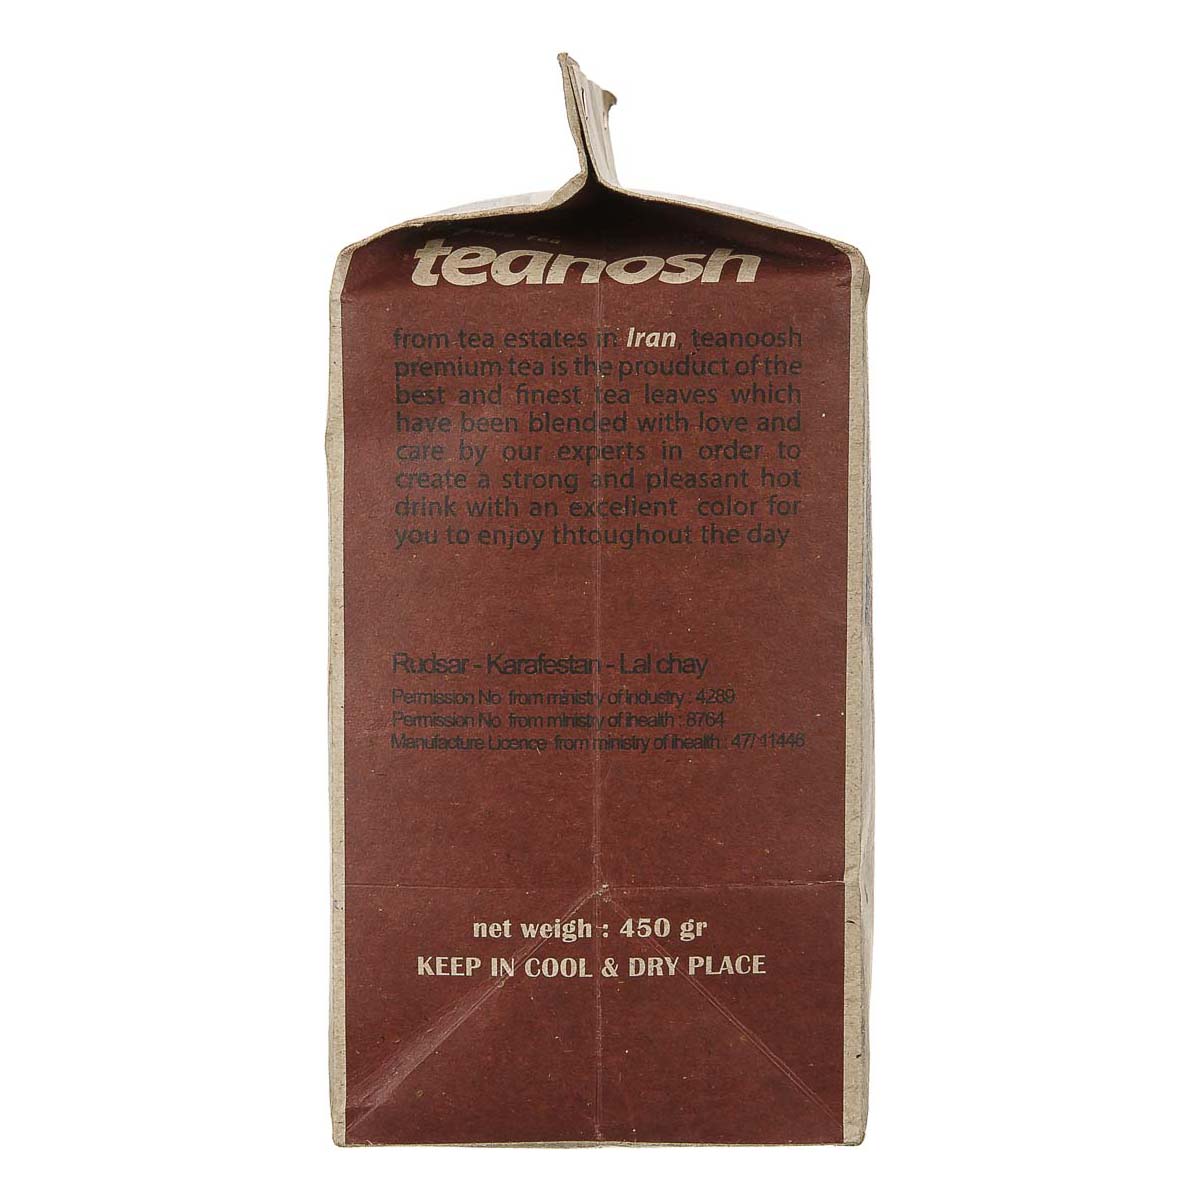 teanosh
from tea estates in Iran, teanoosh
premium tea is the prouduct of the
best and finest tea leaves which
have been blended with love and
care by our experts in order to
create a strong and pleasant hot
drink with an excellent color for
you to enjoy thtoughout the day
Rudsar - Karafestan - Lal chay
Permission No from ministry of industry : 4289
Permission No from ministry of ihealth : 8764
Manufacture Licence from ministry of ihealth : 47/ 11446
net weigh : 450 gr
KEEP IN COOL & DRY PLACE